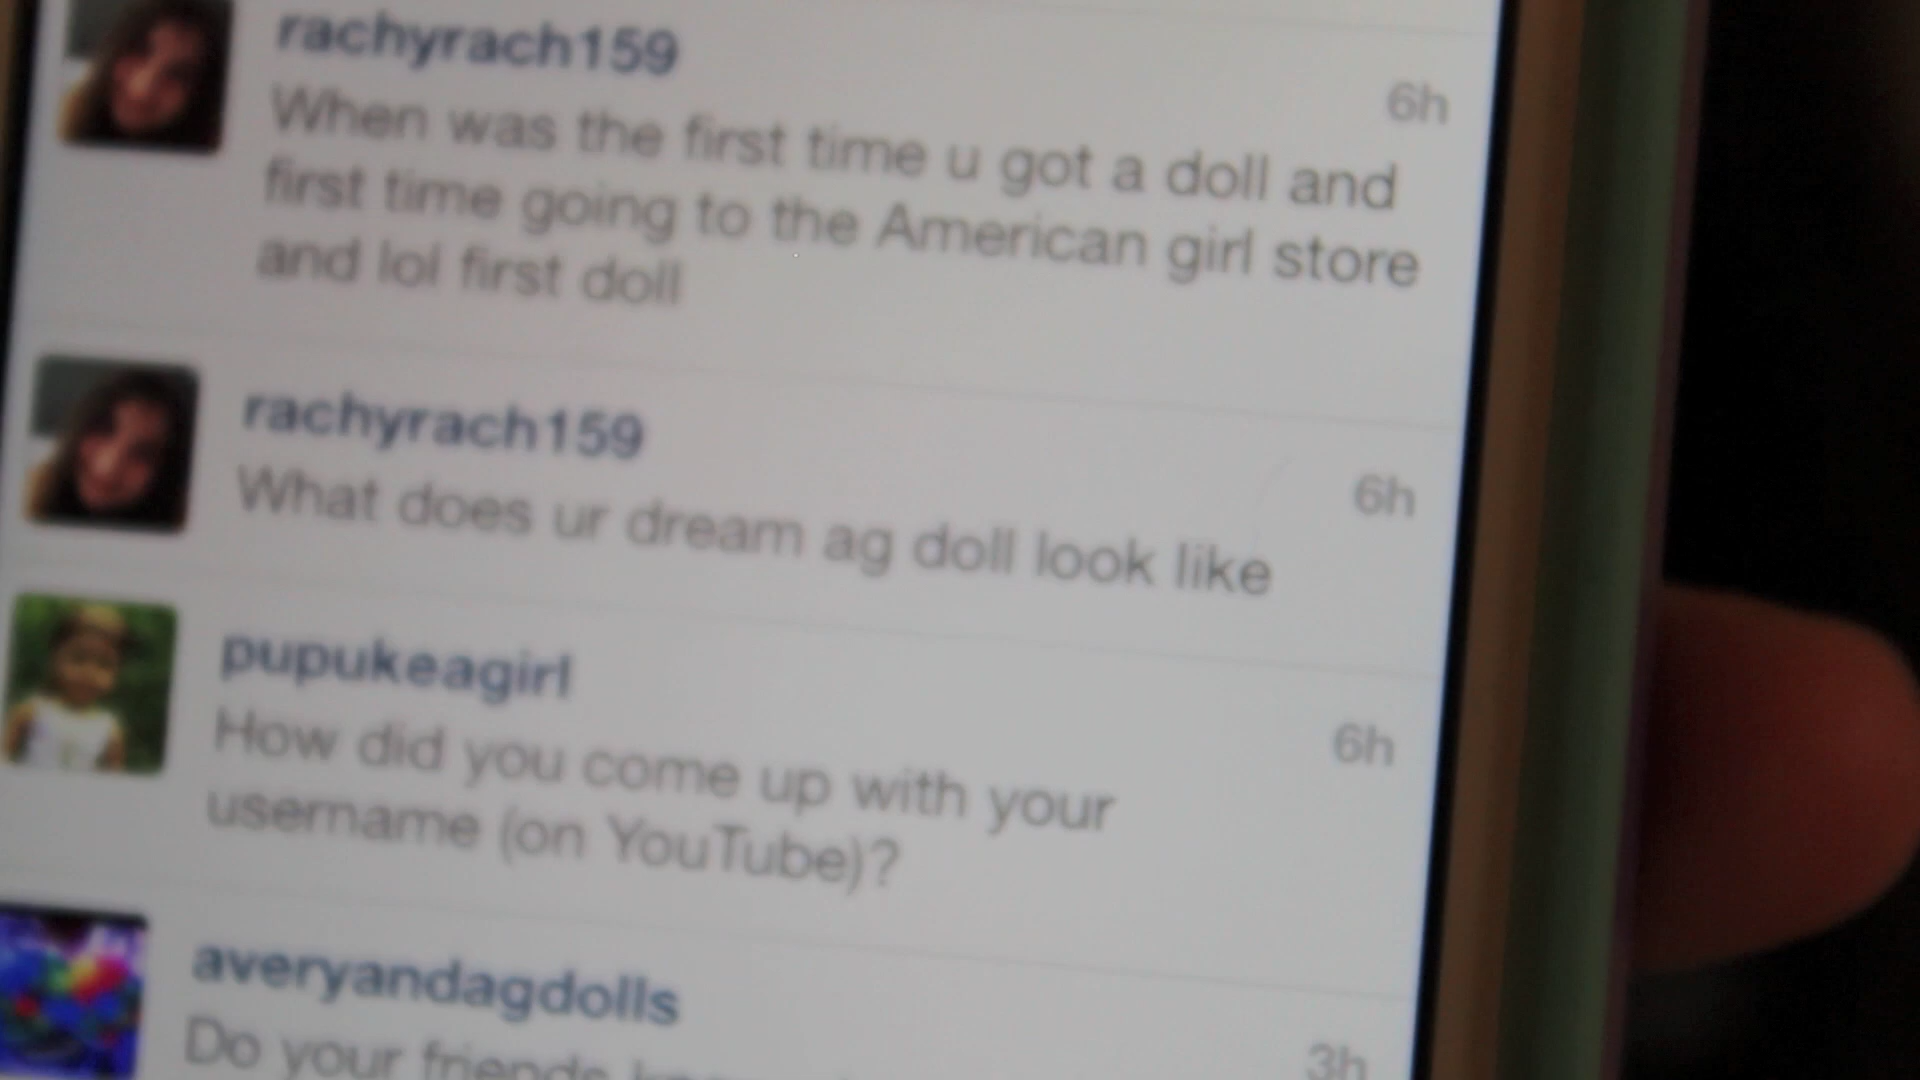 rachyrach159
6h
When was the first time u got a doll and
first time going to the American girl store
and lol first doll
rachyrach159
6h
What does ur dream ag doll look like
pupukeagirl
6h
How did you come up with your
username (on YouTube)?
averyandagdolls
3h
Do your friends